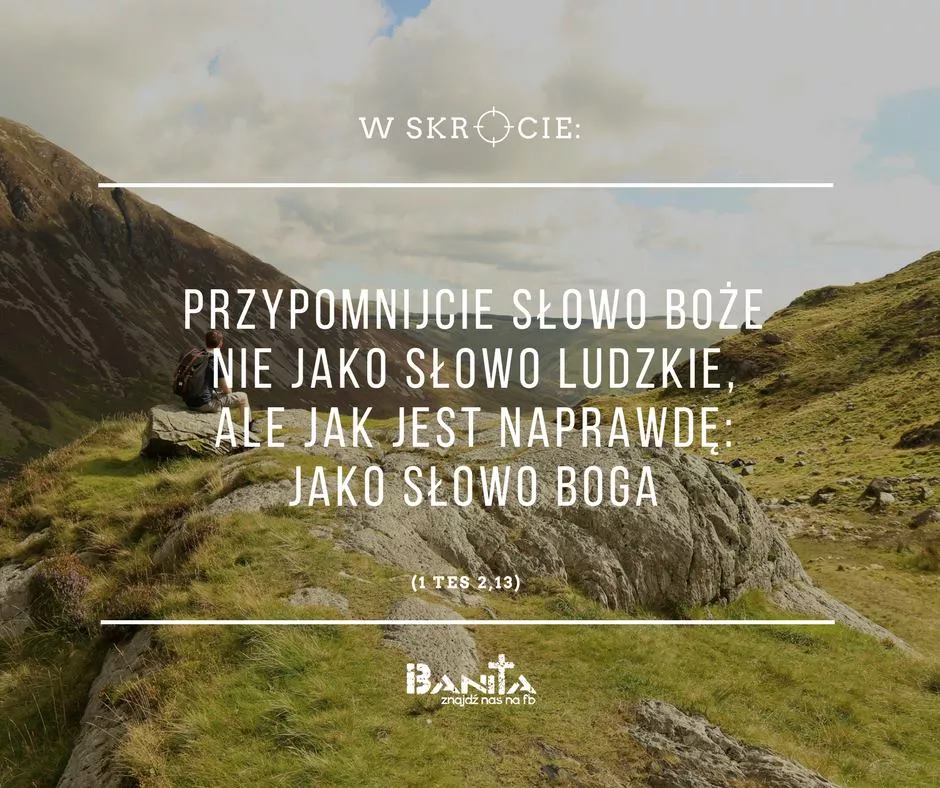 W SKRÓCIE:
PRZYPOMNIJCIE SŁOWO BOŻE
NIE JAKO SŁOWO LUDZKIE,
ALE JAK JEST NAPRAWDĘ:
JAKO SŁOWO BOGA
(1 TES 2,13)
BANITA
znajdź nas na fb